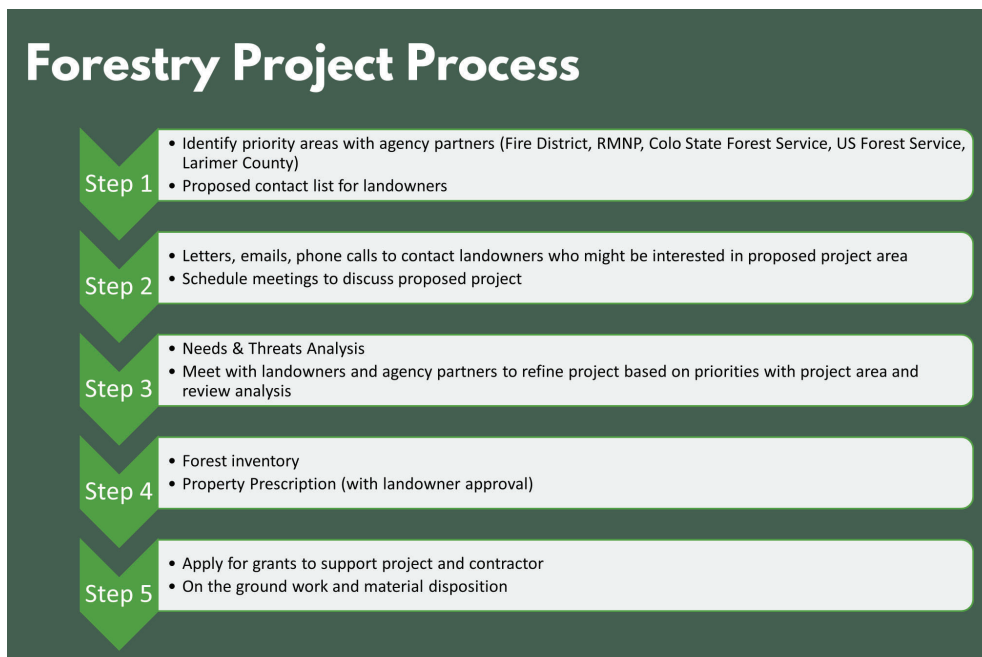 Forestry Project Process
Step 1
• Identify priority areas with agency partners (Fire District, RMNP, Colo State Forest Service, US Forest Service,
Larimer County)
• Proposed contact list for landowners
Step 2
• Letters, emails, phone calls to contact landowners who might be interested in proposed project area
• Schedule meetings to discuss proposed project
Step 3
• Needs & Threats Analysis
• Meet with landowners and agency partners to refine project based on priorities with project area and
review analysis
Step 4
• Forest inventory
• Property Prescription (with landowner approval)
Step 5
• Apply for grants to support project and contractor
• On the ground work and material disposition